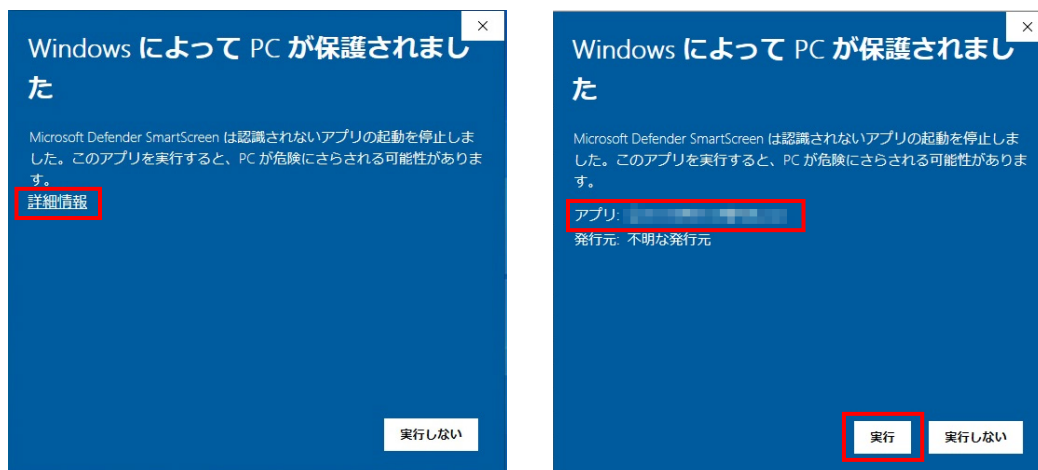 Windows によって PC が保護されまし
た
Microsoft Defender SmartScreen は認識されないアプリの起動を停止しま
した。このアプリを実行すると、PC が危険にさらされる可能性がありま
す。
詳細情報
実行しない
Windows によって PC が保護されまし
た
Microsoft Defender SmartScreen は認識されないアプリの起動を停止しま
した。このアプリを実行すると、PC が危険にさらされる可能性がありま
す。
アプリ:
発行元: 不明な発行元
実行
実行しない